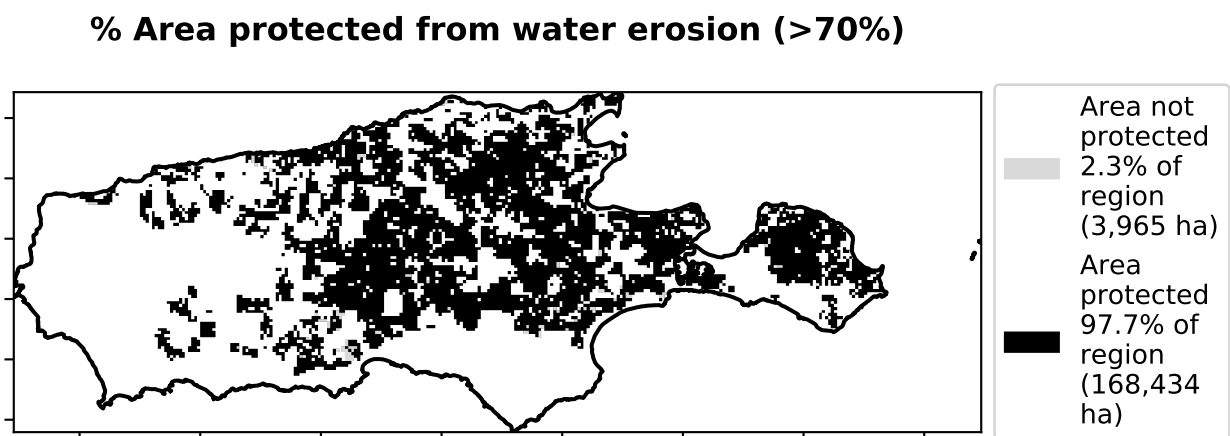 % Area protected from water erosion (>70%)
Area not
protected
2.3% of
region
(3,965 ha)
Area
protected
97.7% of
region
(168,434
ha)